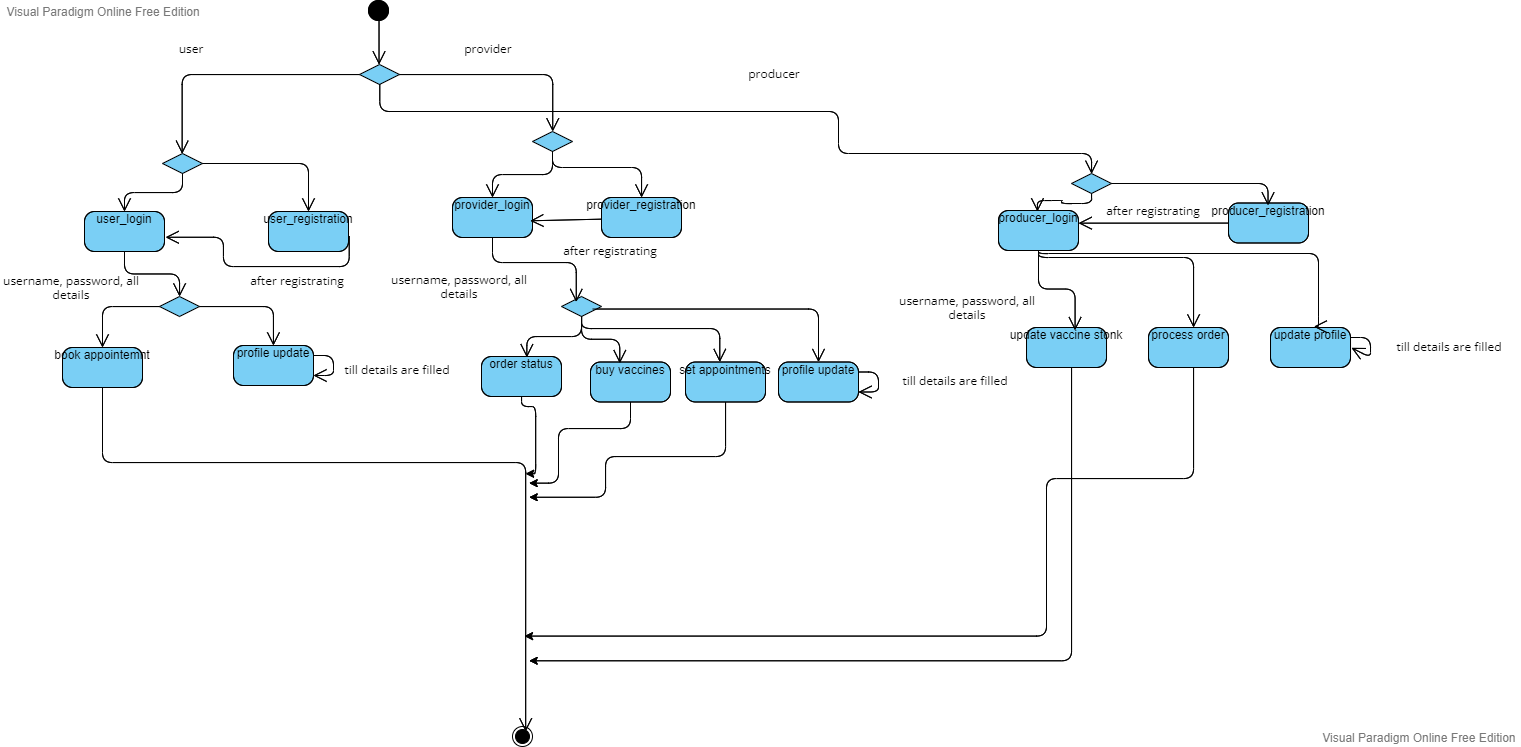 Visual Paradigm Online Free Edition
user
provider
producer
user_login
user_registration
provider_login
provider_registration
producer_login
after registrating
producer_registration
after registrating
username, password, all
details
after registrating
username, password, all
details
username, password, all
details
book appointemnt
profile update
till details are filled
order status
buy vaccines
set appointments
profile update
till details are filled
update vaccine stonk
process order
update profile
till details are filled
Visual Paradigm Online Free Edition